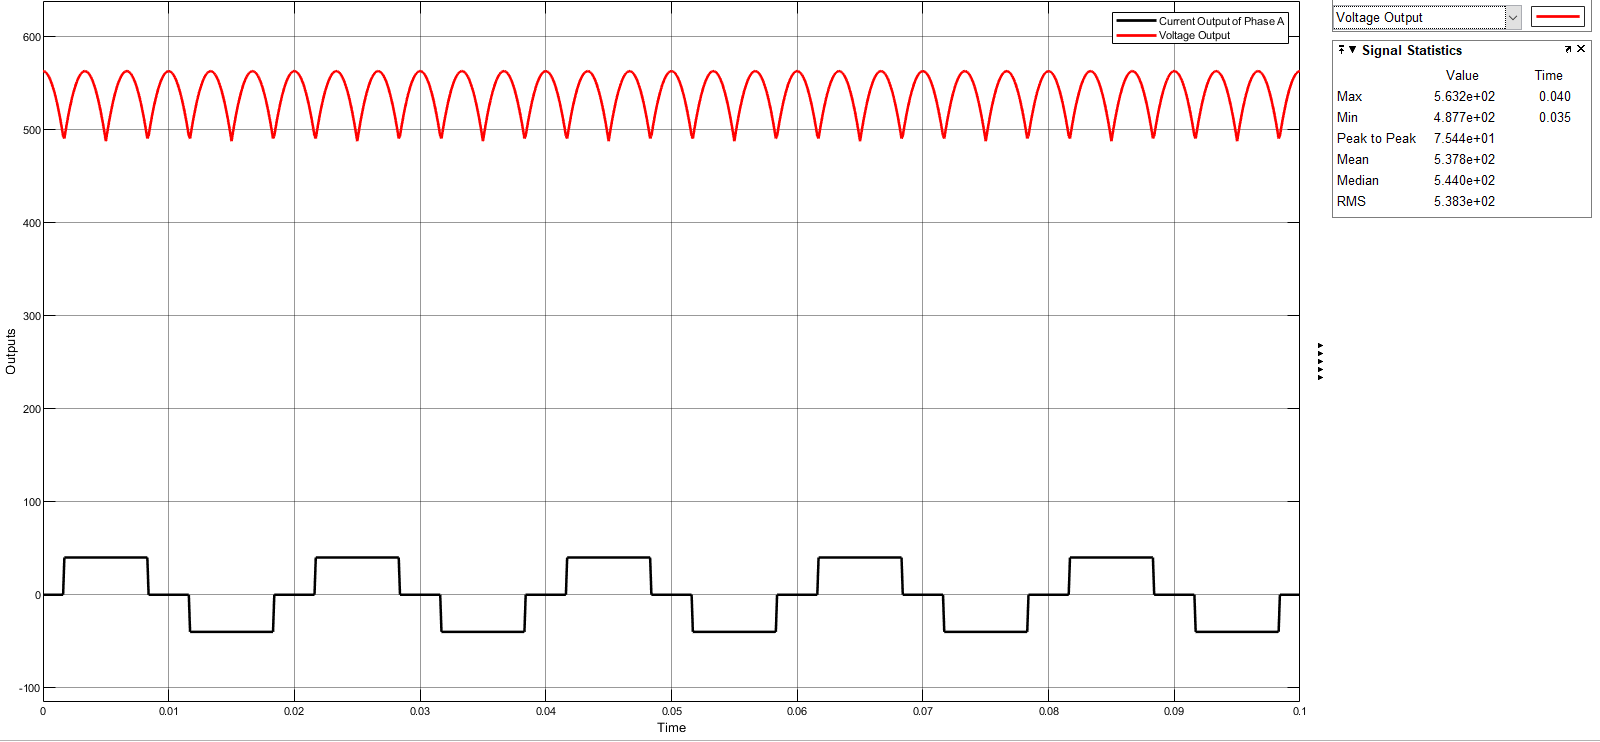 Current Output of Phase A
Voltage Output
600
500
400
300
200
100
0
-100
Outputs
0
0.01
0.02
0.03
0.04
0.05
0.06
0.07
0.08
0.09
0.1
Time
Voltage Output
Signal Statistics
Value Time
Max 5.632e+02 0.040
Min 4.877e+02 0.035
Peak to Peak 7.544e+01
Mean 5.378e+02
Median 5.440e+02
RMS 5.383e+02